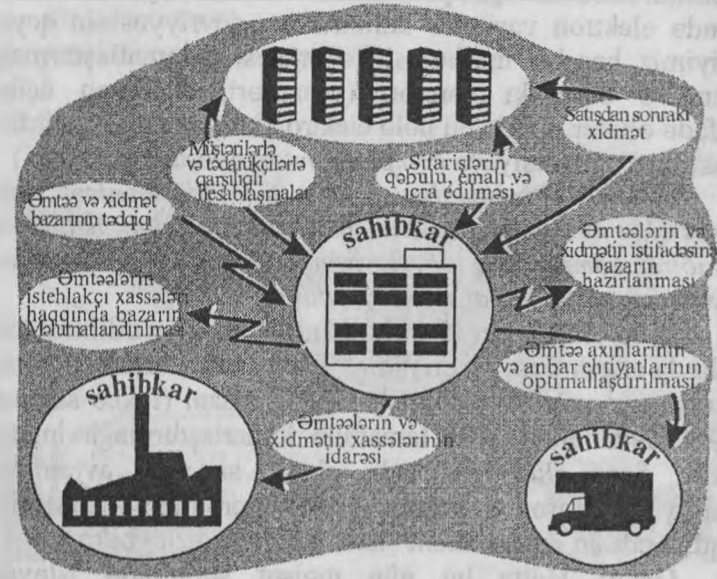 Müştərilərlə
və tədarükçülərlə
qarşılıqlı
hesablaşmalar
Sifarişlərin
qəbulu, emalı və
icra edilməsi
Satışdan sonrakı
xidmət
Əmtəə və xidmət
bazarının tədqiqi
sahibkar
Əmtəələrin və
xidmətin istifadəsinə
bazarın
hazırlanması
Əmtəələrin
istehlakçı xassələri
haqqında bazarın
Məlumatlandırılması
Əmtəə axınlarının
və anbar ehtiyatlarının
optimallaşdırılması
sahibkar
Əmtəələrin və
xidmətin xassələrinin
idarəsi
sahibkar